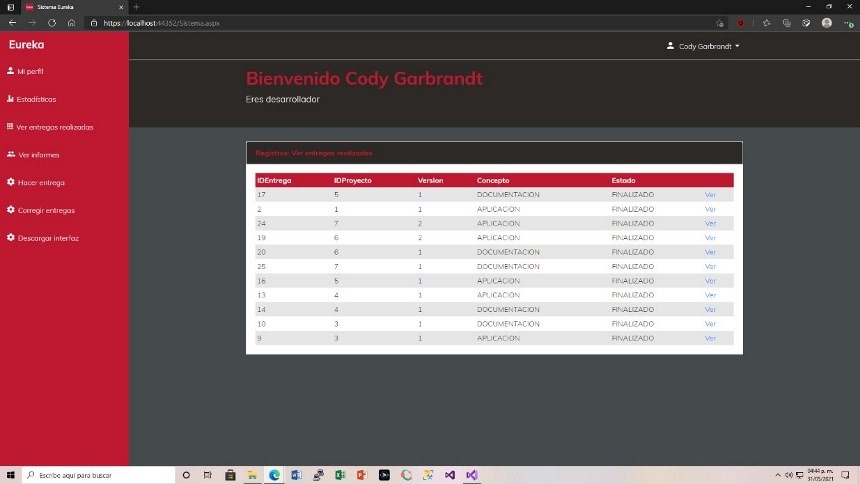 Sistema Eureka
https://localhost:44352/Sistema.aspx
Eureka
Cody Garbrandt
Mi perfil
Estadísticas
Ver entregas realizadas
Ver informes
Hacer entrega
Corregir entregas
Descargar interfaz
Bienvenido Cody Garbrandt
Eres desarrollador
Registros: Ver entregas realizadas
IDEntrega IDProyecto Version Concepto Estado
17 5 1 DOCUMENTACION FINALIZADO Ver
2 1 1 APLICACION FINALIZADO Ver
24 7 2 APLICACION FINALIZADO Ver
19 6 2 APLICACION FINALIZADO Ver
20 6 1 DOCUMENTACION FINALIZADO Ver
25 7 1 DOCUMENTACION FINALIZADO Ver
16 5 1 APLICACION FINALIZADO Ver
13 4 1 APLICACION FINALIZADO Ver
14 4 1 DOCUMENTACION FINALIZADO Ver
10 3 1 DOCUMENTACION FINALIZADO Ver
9 3 1 APLICACION FINALIZADO Ver
Escribe aquí para buscar
04:44 p. m.
31/05/2021